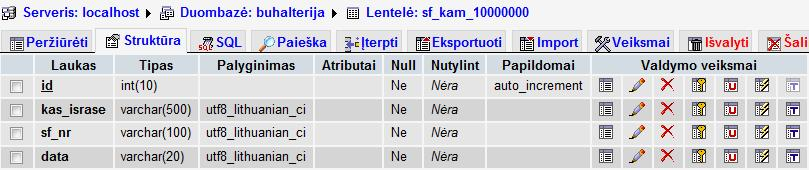 Serveris: localhost ▸ Duombazė: buhalterija ▸ Lentelė: sf_kam_10000000
Peržiūrėti Struktūra SQL Paieška Įterpti Eksportuoti Import Veiksmai Išvalyti Šali
Laukas Tipas Palyginimas Atributai Null Nutylint Papildomai Valdymo veiksmai
id int(10) Ne Nėra auto_increment
kas_israse varchar(500) utf8_lithuanian_ci Ne Nėra
sf_nr varchar(100) utf8_lithuanian_ci Ne Nėra
data varchar(20) utf8_lithuanian_ci Ne Nėra